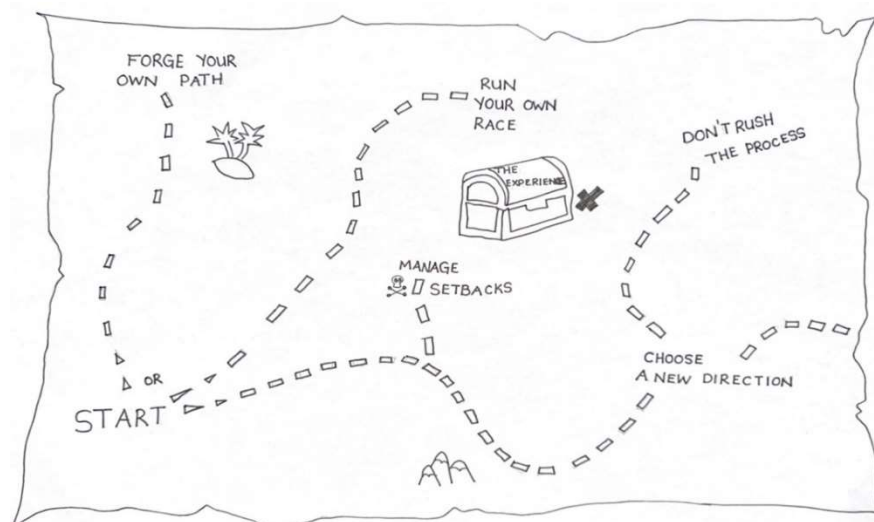 FORGE YOUR
OWN PATH
RUN
YOUR OWN
RACE
DON'T RUSH
THE PROCESS
THE
EXPERIENCE
MANAGE
SETBACKS
CHOOSE
A NEW DIRECTION
OR
START